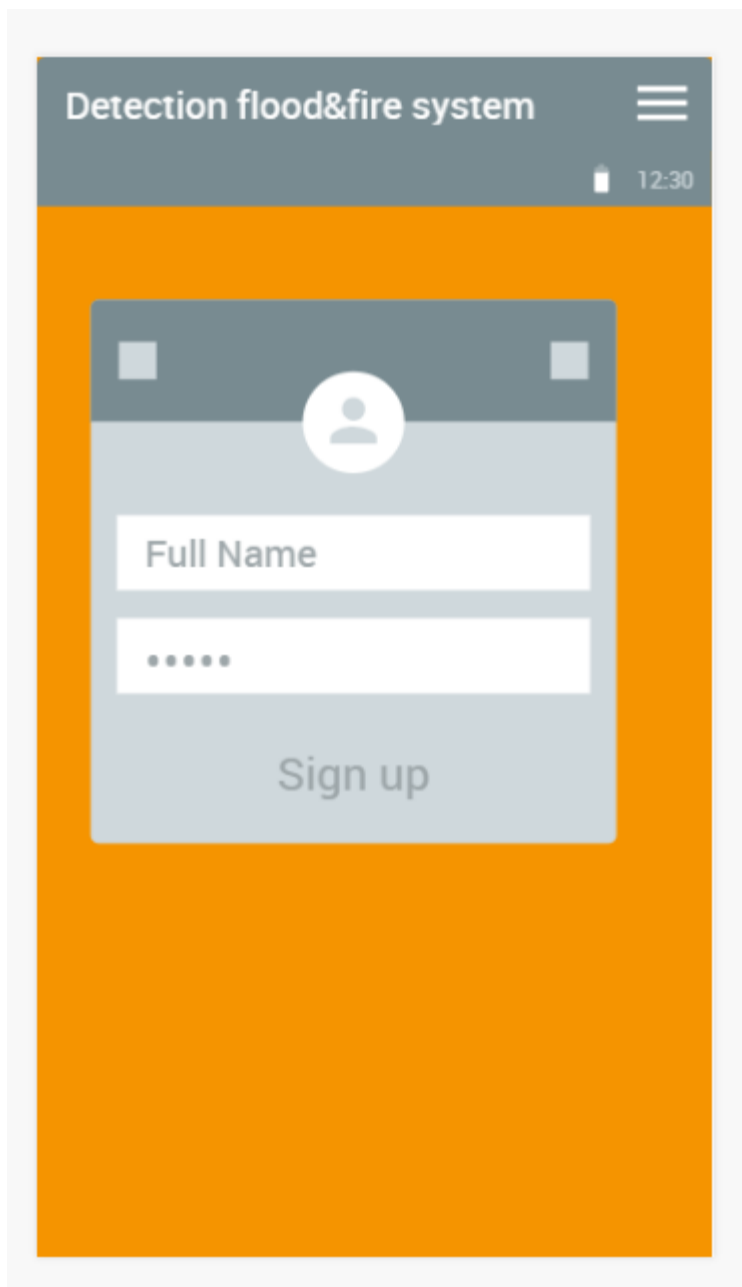 Detection flood&fire system
12:30
Full Name
•••••
Sign up